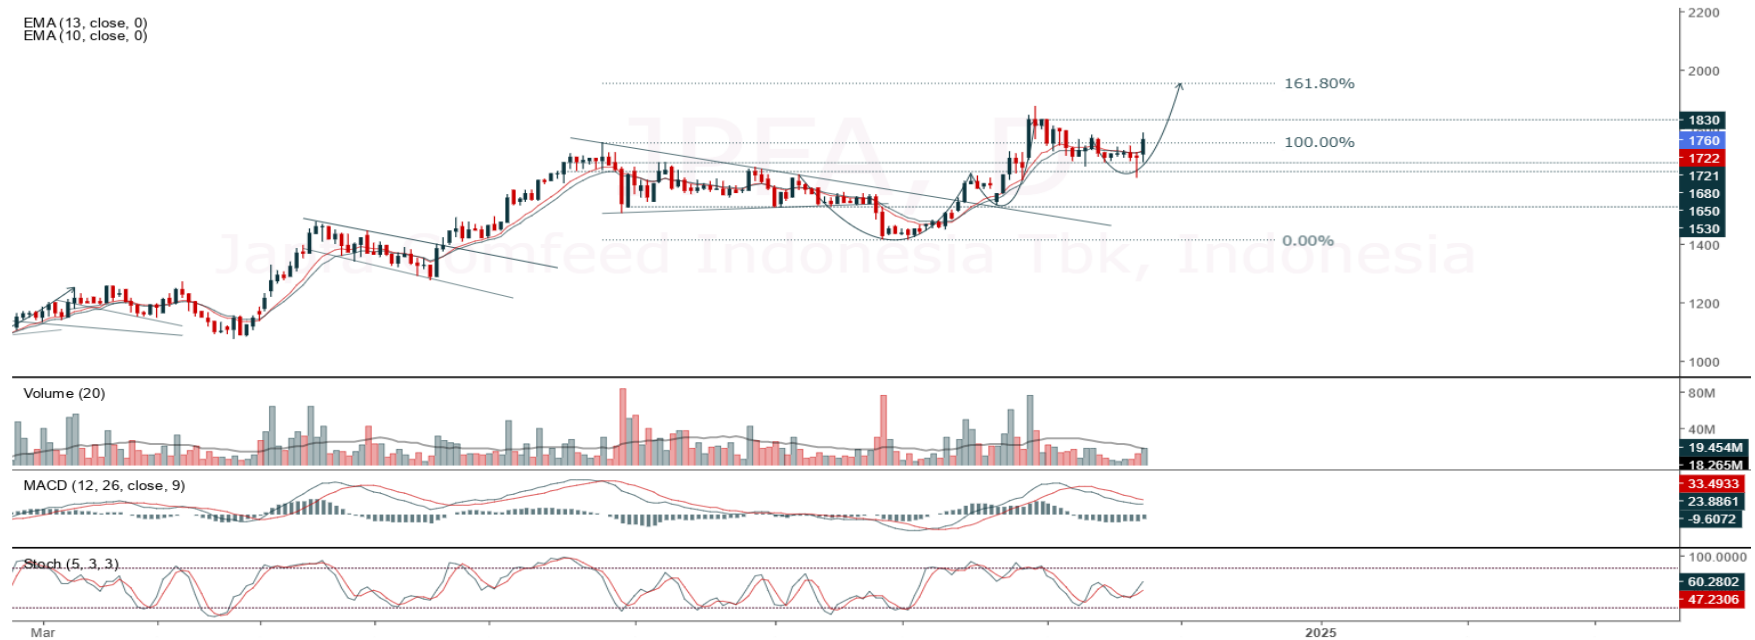 EMA (13, close, 0)
EMA (10, close, 0)
JPFA, D
Japfa Comfeed Indonesia Tbk, Indonesia
161.80%
100.00%
0.00%
2200
2000
1830
1760
1722
1721
1680
1650
1530
1400
1200
1000
Volume (20)
80M
40M
19.454M
18.265M
MACD (12, 26, close, 9)
33.4933
23.8861
-9.6072
Stoch (5, 3, 3)
100.0000
60.2802
47.2306
Mar
2025